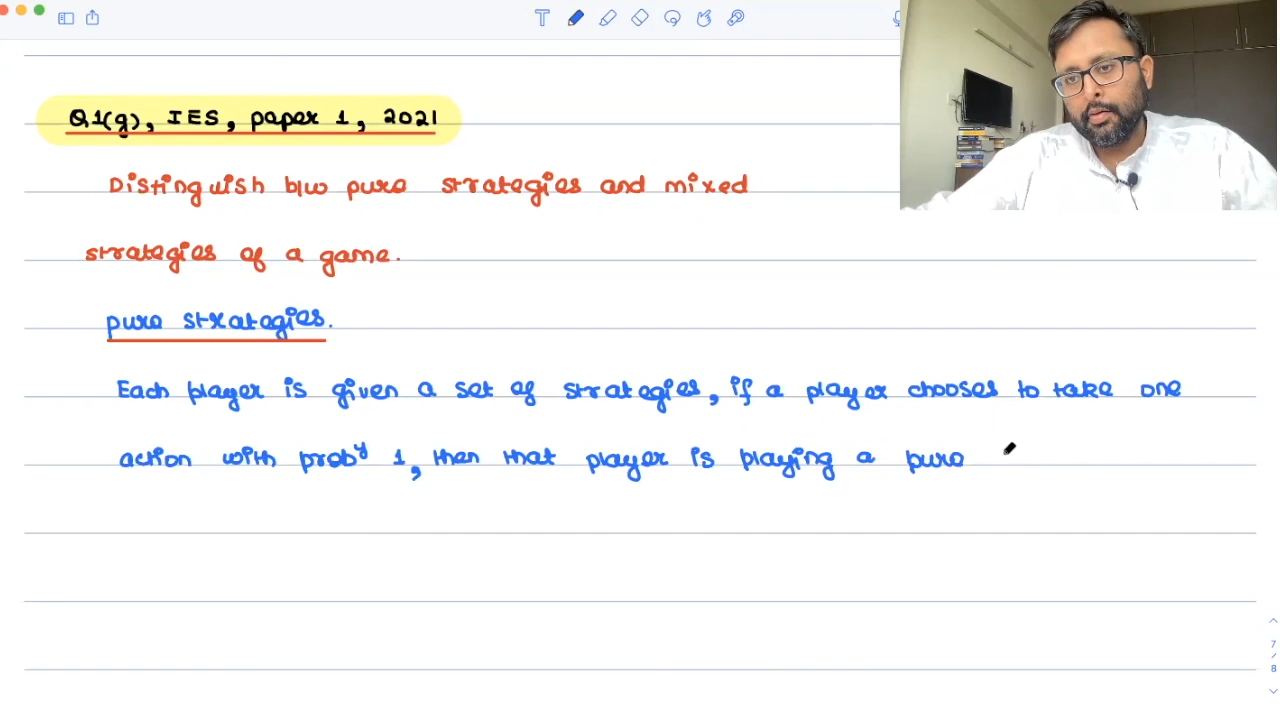 Q1(g), IES, paper 1, 2021
Distinguish b/w pure strategies and mixed
strategies of a game.
pure strategies.
Each player is given a set of strategies, if a player chooses to take one
action with prob^y 1, then that player is playing a pure
7
/
8